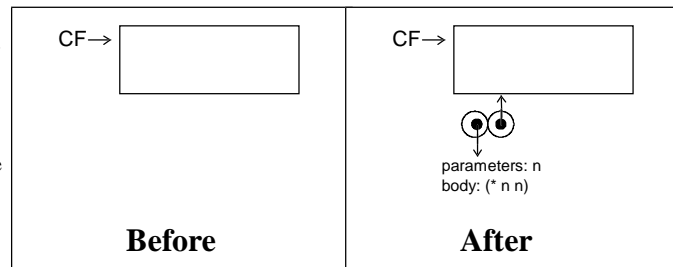 CF
CF
parameters: n
body: (* n n)
Before
After